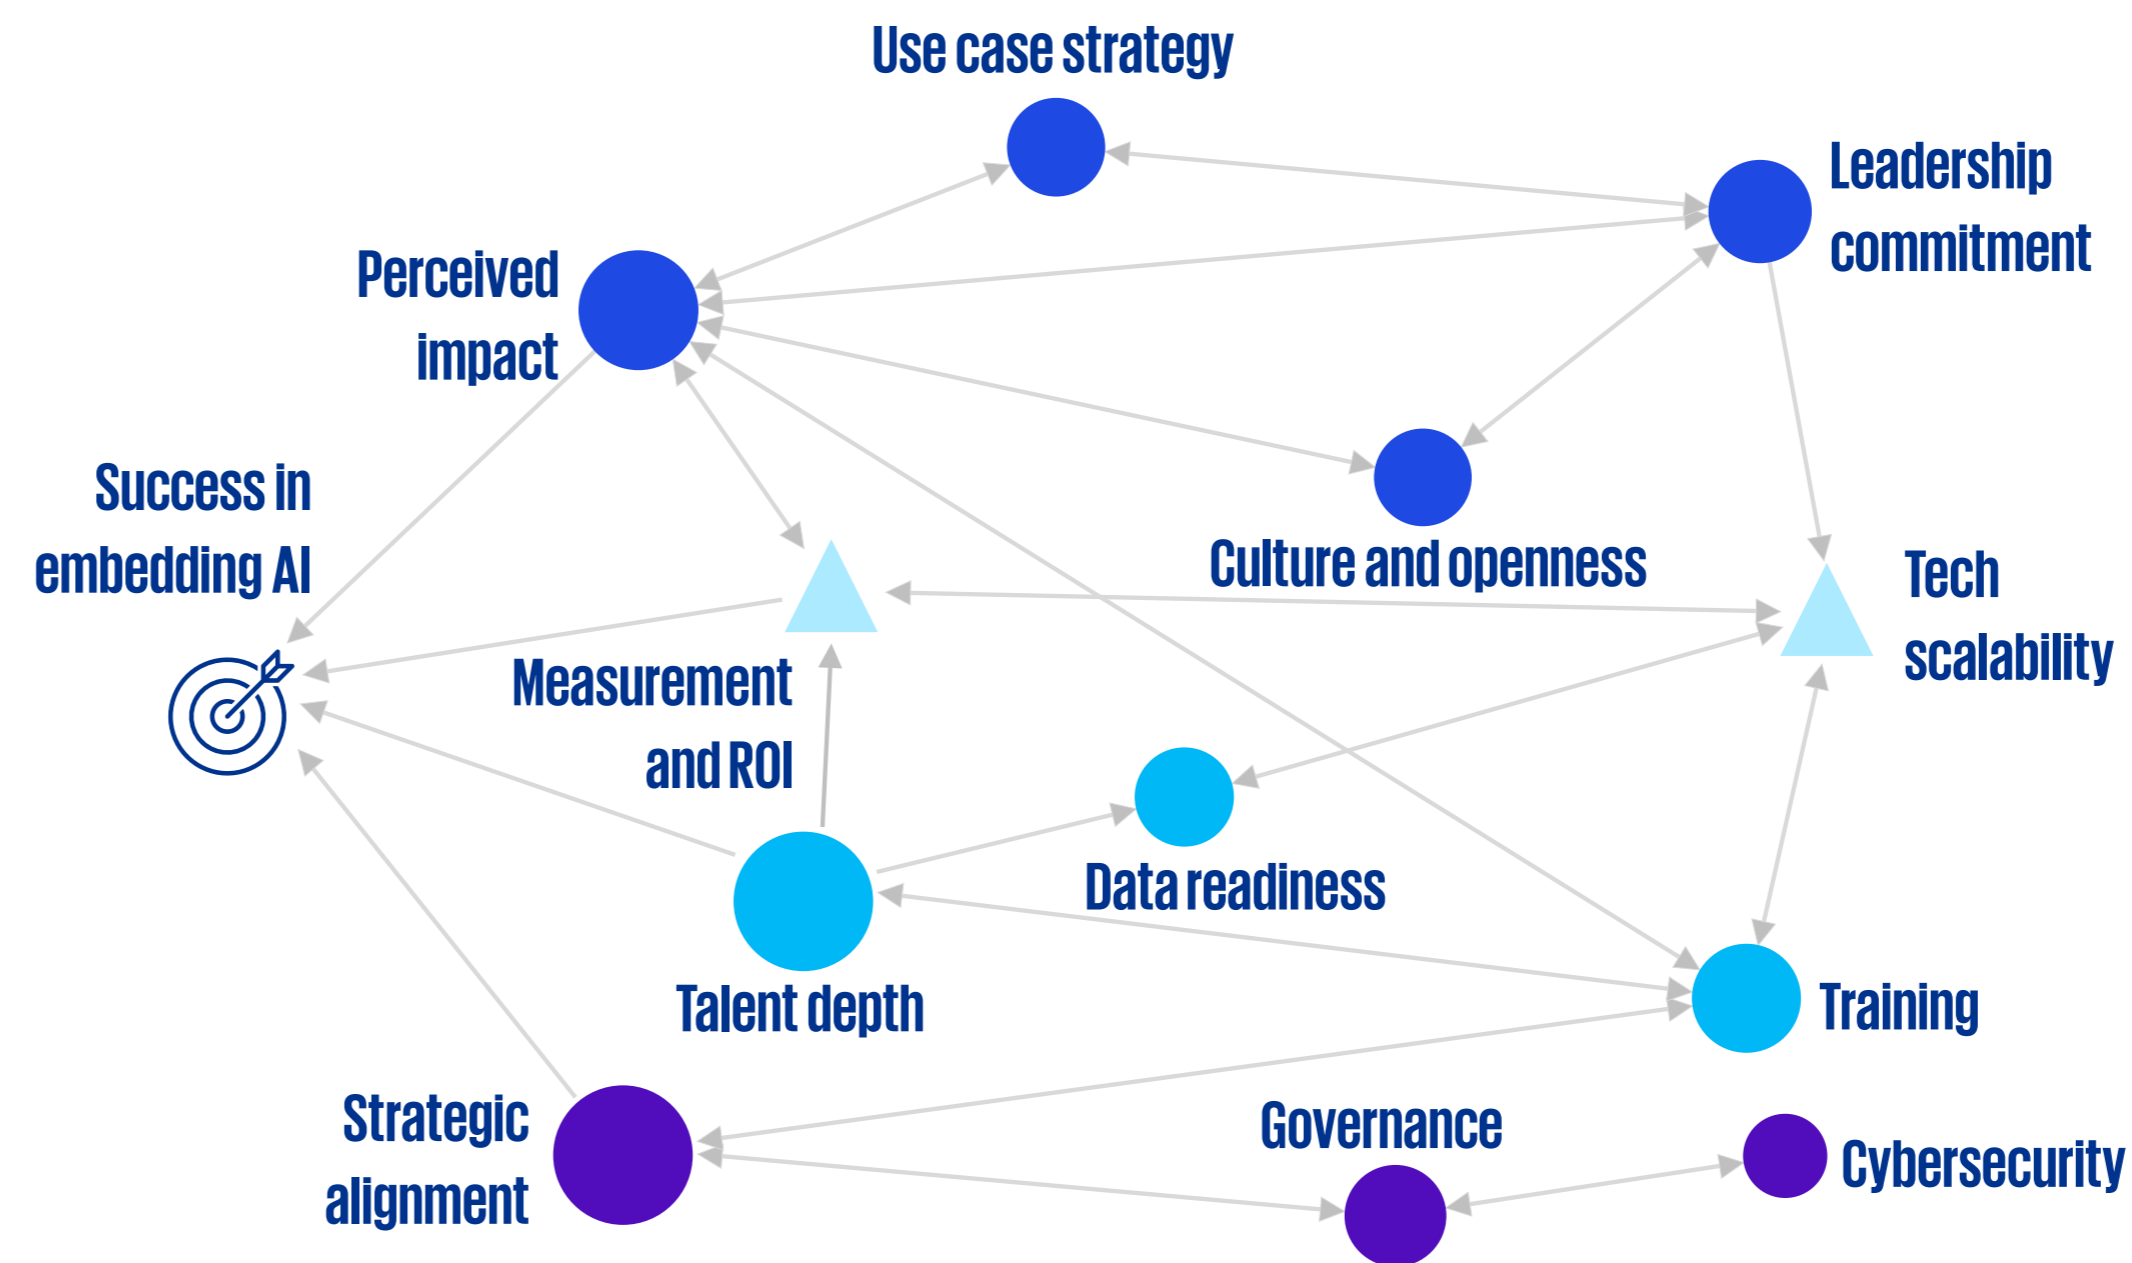 Use case strategy
Leadership
commitment
Perceived
impact
Success in
embedding AI
Culture and openness
Tech
scalability
Measurement
and ROI
Data readiness
Talent depth
Training
Strategic
alignment
Governance
Cybersecurity